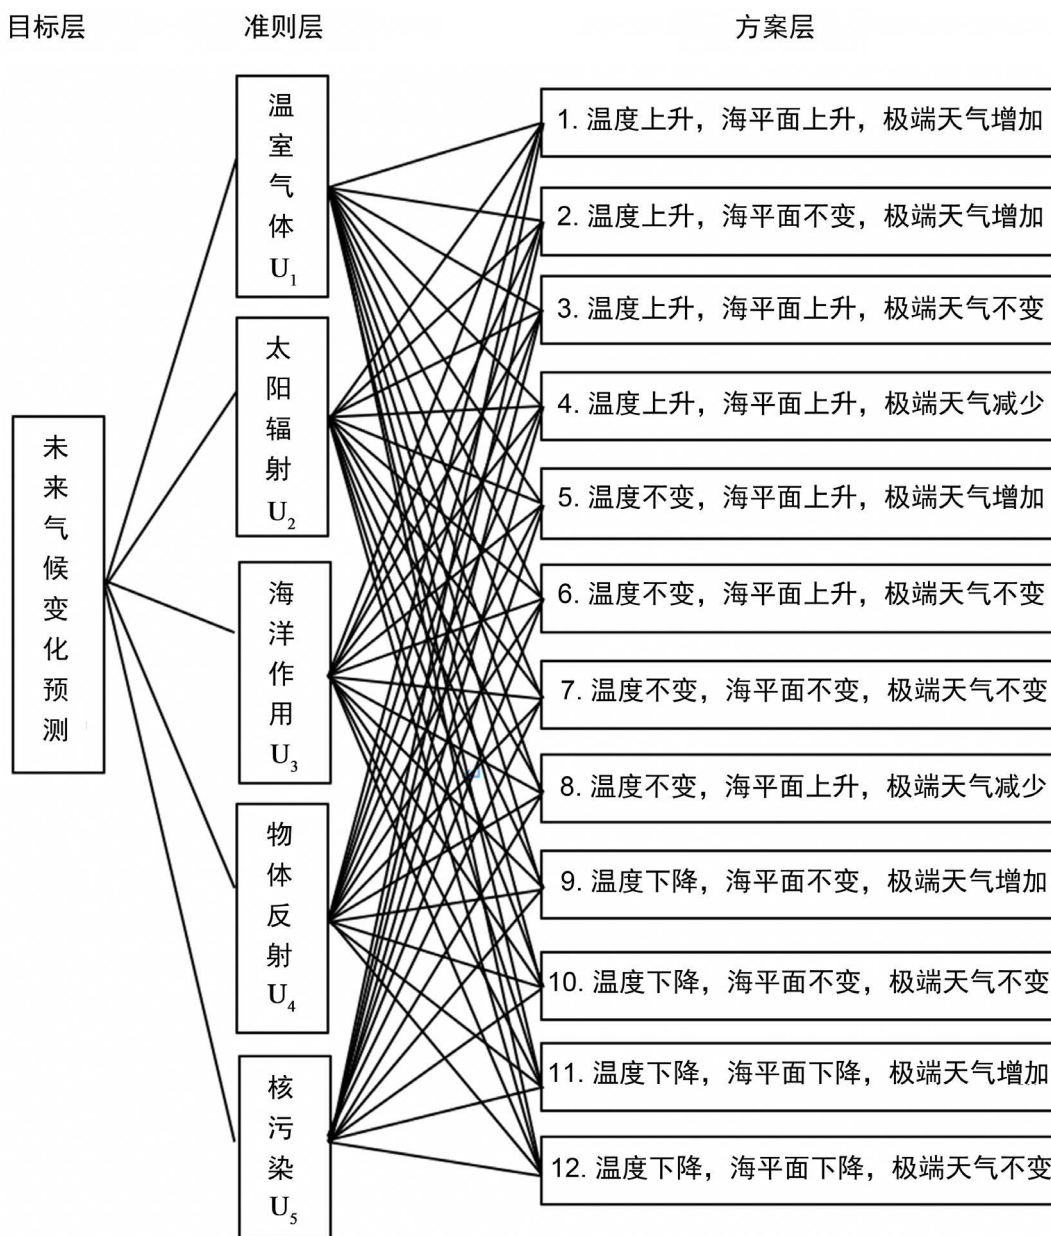 目标层
准则层
方案层
未来气候变化预测
温室气体U₁
太阳辐射U₂
海洋作用U₃
物体反射U₄
核污染U₅
1. 温度上升，海平面上升，极端天气增加
2. 温度上升，海平面不变，极端天气增加
3. 温度上升，海平面上升，极端天气不变
4. 温度上升，海平面上升，极端天气减少
5. 温度不变，海平面上升，极端天气增加
6. 温度不变，海平面上升，极端天气不变
7. 温度不变，海平面不变，极端天气不变
8. 温度不变，海平面上升，极端天气减少
9. 温度下降，海平面不变，极端天气增加
10. 温度下降，海平面不变，极端天气不变
11. 温度下降，海平面下降，极端天气增加
12. 温度下降，海平面下降，极端天气不变